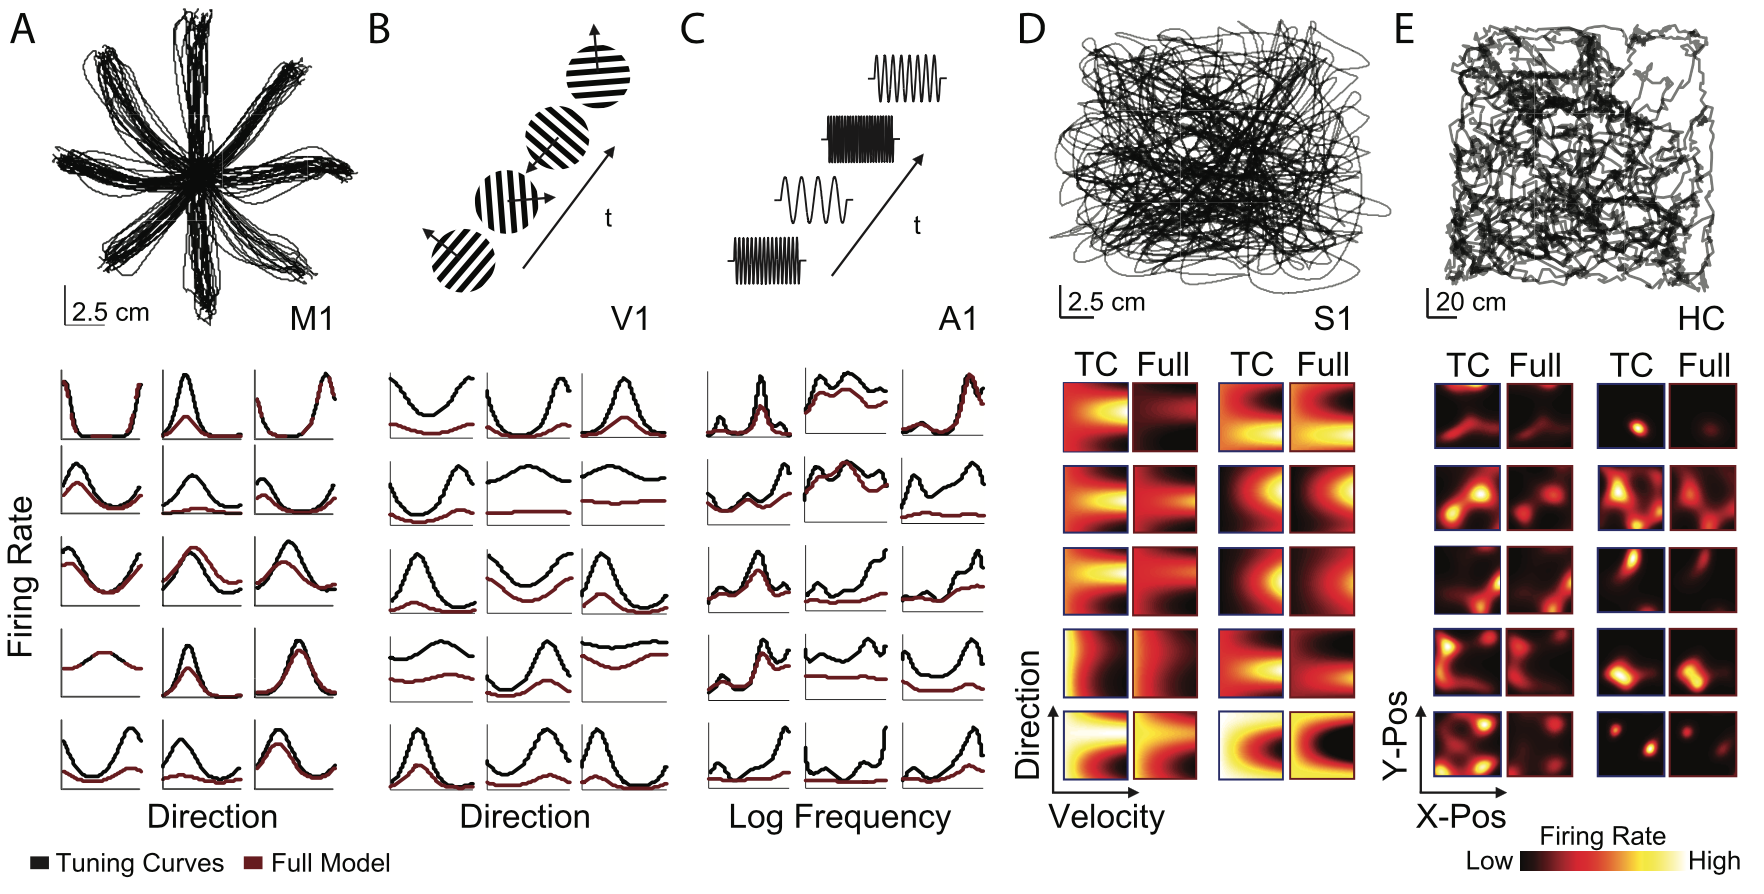 A
B
C
D
E
t
t
2.5 cm
M1
V1
A1
2.5 cm
S1
20 cm
HC
TC Full TC Full
TC Full TC Full
Firing Rate
Direction
Direction
Log Frequency
Direction
Velocity
Y-Pos
X-Pos
Tuning Curves
Full Model
Firing Rate
Low High